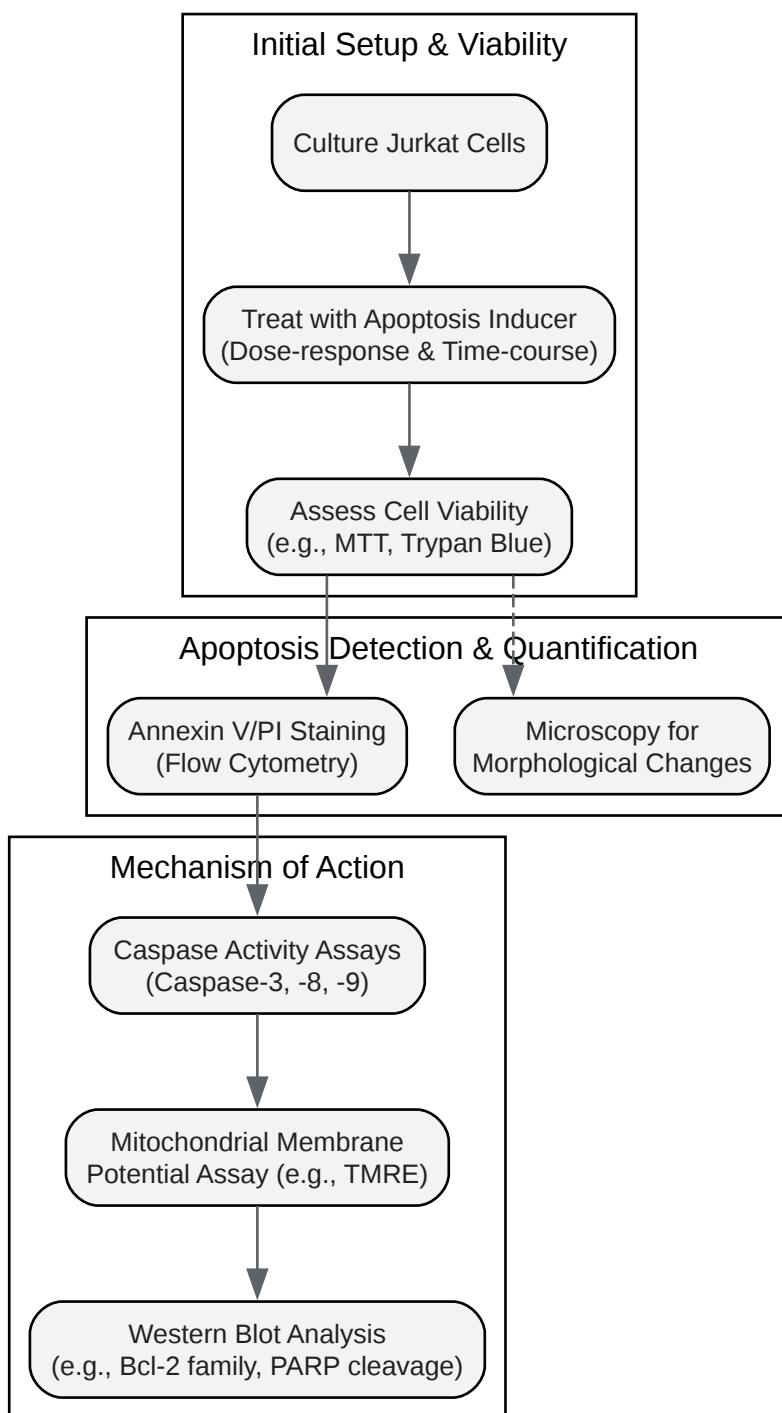 Initial Setup & Viability
Culture Jurkat Cells
Treat with Apoptosis Inducer
(Dose-response & Time-course)
Assess Cell Viability
(e.g., MTT, Trypan Blue)
Apoptosis Detection & Quantification
Annexin V/PI Staining
(Flow Cytometry)
Microscopy for
Morphological Changes
Mechanism of Action
Caspase Activity Assays
(Caspase-3, -8, -9)
Mitochondrial Membrane
Potential Assay (e.g., TMRE)
Western Blot Analysis
(e.g., Bcl-2 family, PARP cleavage)